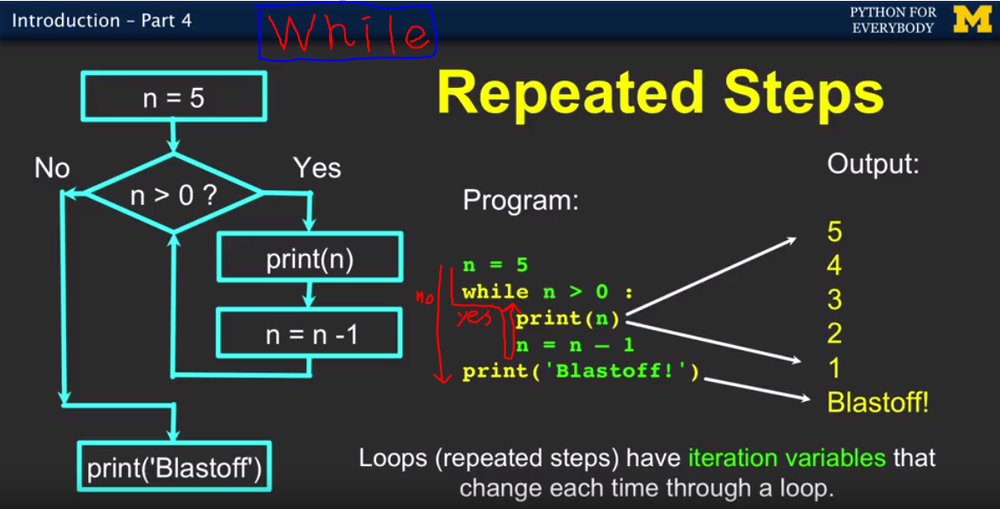 Introduction – Part 4
While
PYTHON FOR
EVERYBODY
M
Repeated Steps
n = 5
No
Yes
n > 0 ?
print(n)
n = n -1
print('Blastoff')
Program:
n = 5
while n > 0 :
print(n)
n = n – 1
print('Blastoff!')
no
yes
Output:
5
4
3
2
1
Blastoff!
Loops (repeated steps) have iteration variables that
change each time through a loop.